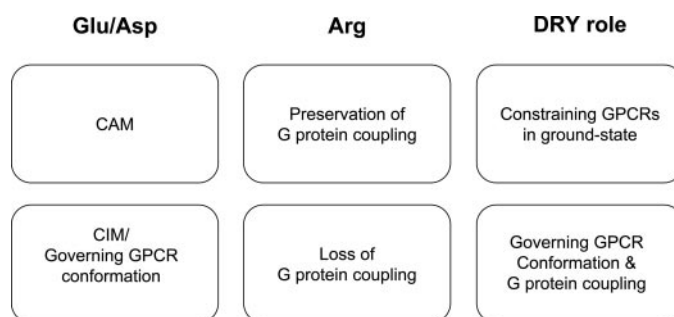 Glu/Asp
Arg
DRY role
CAM
Preservation of
G protein coupling
Constraining GPCRs
in ground-state
CIM/
Governing GPCR
conformation
Loss of
G protein coupling
Governing GPCR
Conformation &
G protein coupling